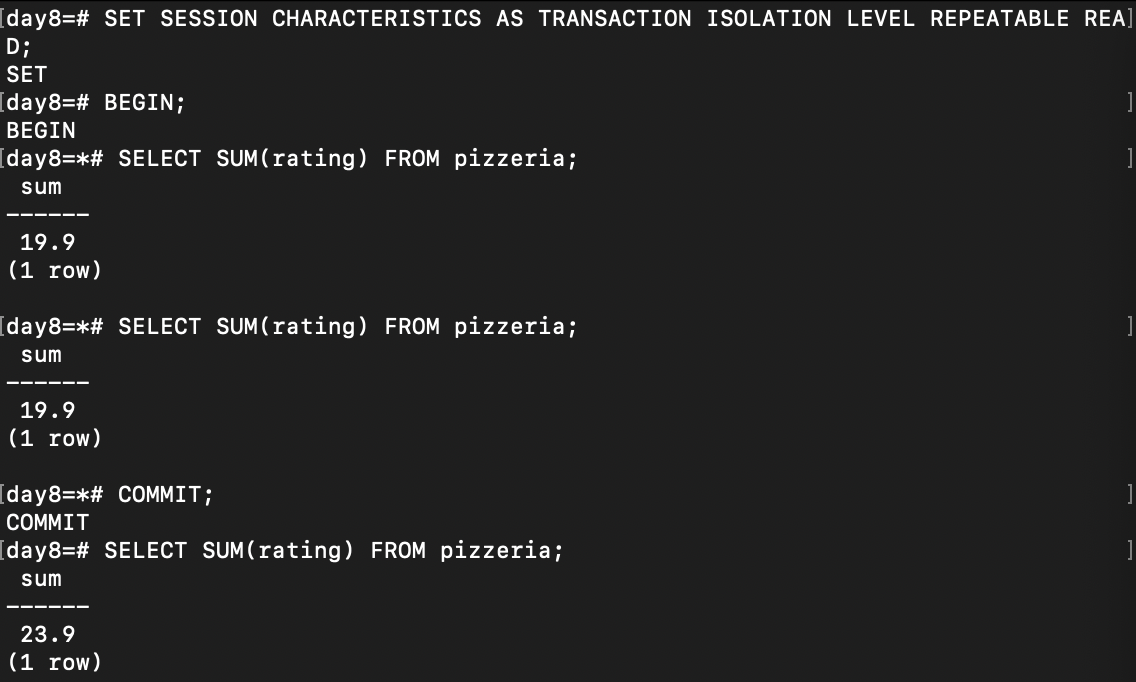 [day8=# SET SESSION CHARACTERISTICS AS TRANSACTION ISOLATION LEVEL REPEATABLE REA]
D;
SET
[day8=# BEGIN; ]
BEGIN
[day8=*# SELECT SUM(rating) FROM pizzeria; ]
 sum
------
 19.9
(1 row)

[day8=*# SELECT SUM(rating) FROM pizzeria; ]
 sum
------
 19.9
(1 row)

[day8=*# COMMIT; ]
COMMIT
[day8=# SELECT SUM(rating) FROM pizzeria; ]
 sum
------
 23.9
(1 row)